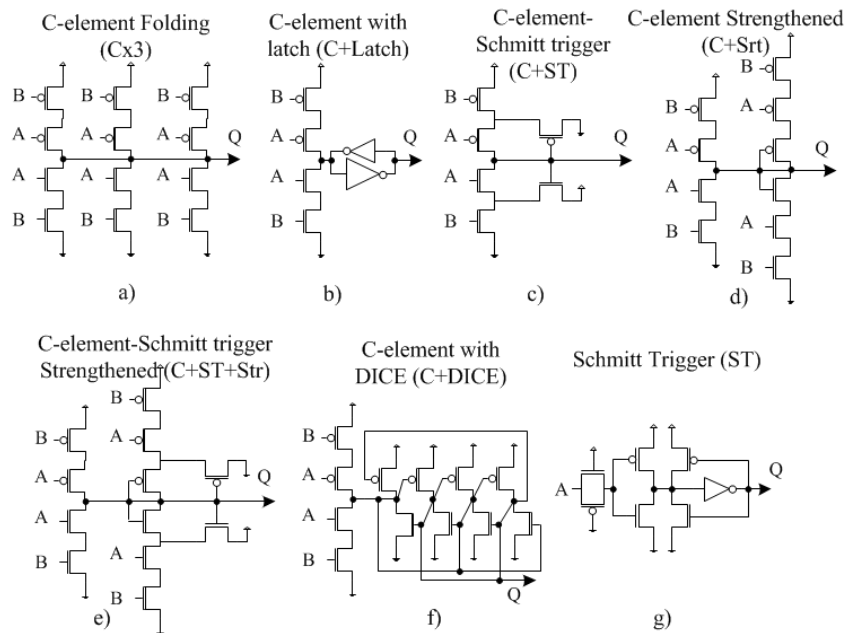 C-element Folding
(Cx3)
B B B
A A A
Q
A A A
B B B
a)
C-element with
latch (C+Latch)
B
A
Q
A
B
b)
C-element-
Schmitt trigger
(C+ST)
B
A
Q
A
B
c)
C-element Strengthened
(C+Srt)
B
B A
A Q
A
B A
B
d)
C-element-Schmitt trigger
Strengthened (C+ST+Str)
B
B A
A Q
A
B A
B
e)
C-element with
DICE (C+DICE)
B
A
A
B
Q
f)
Schmitt Trigger (ST)
A Q
g)